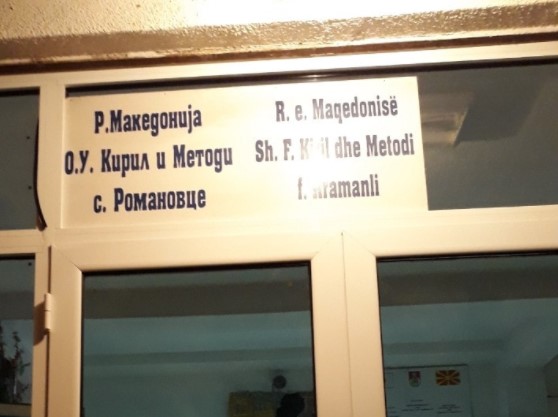 Р.Македонија
О.У. Кирил и Методи
с. Романовце
R. e. Maqedonisë
Sh. F. dhe Metodi
f.